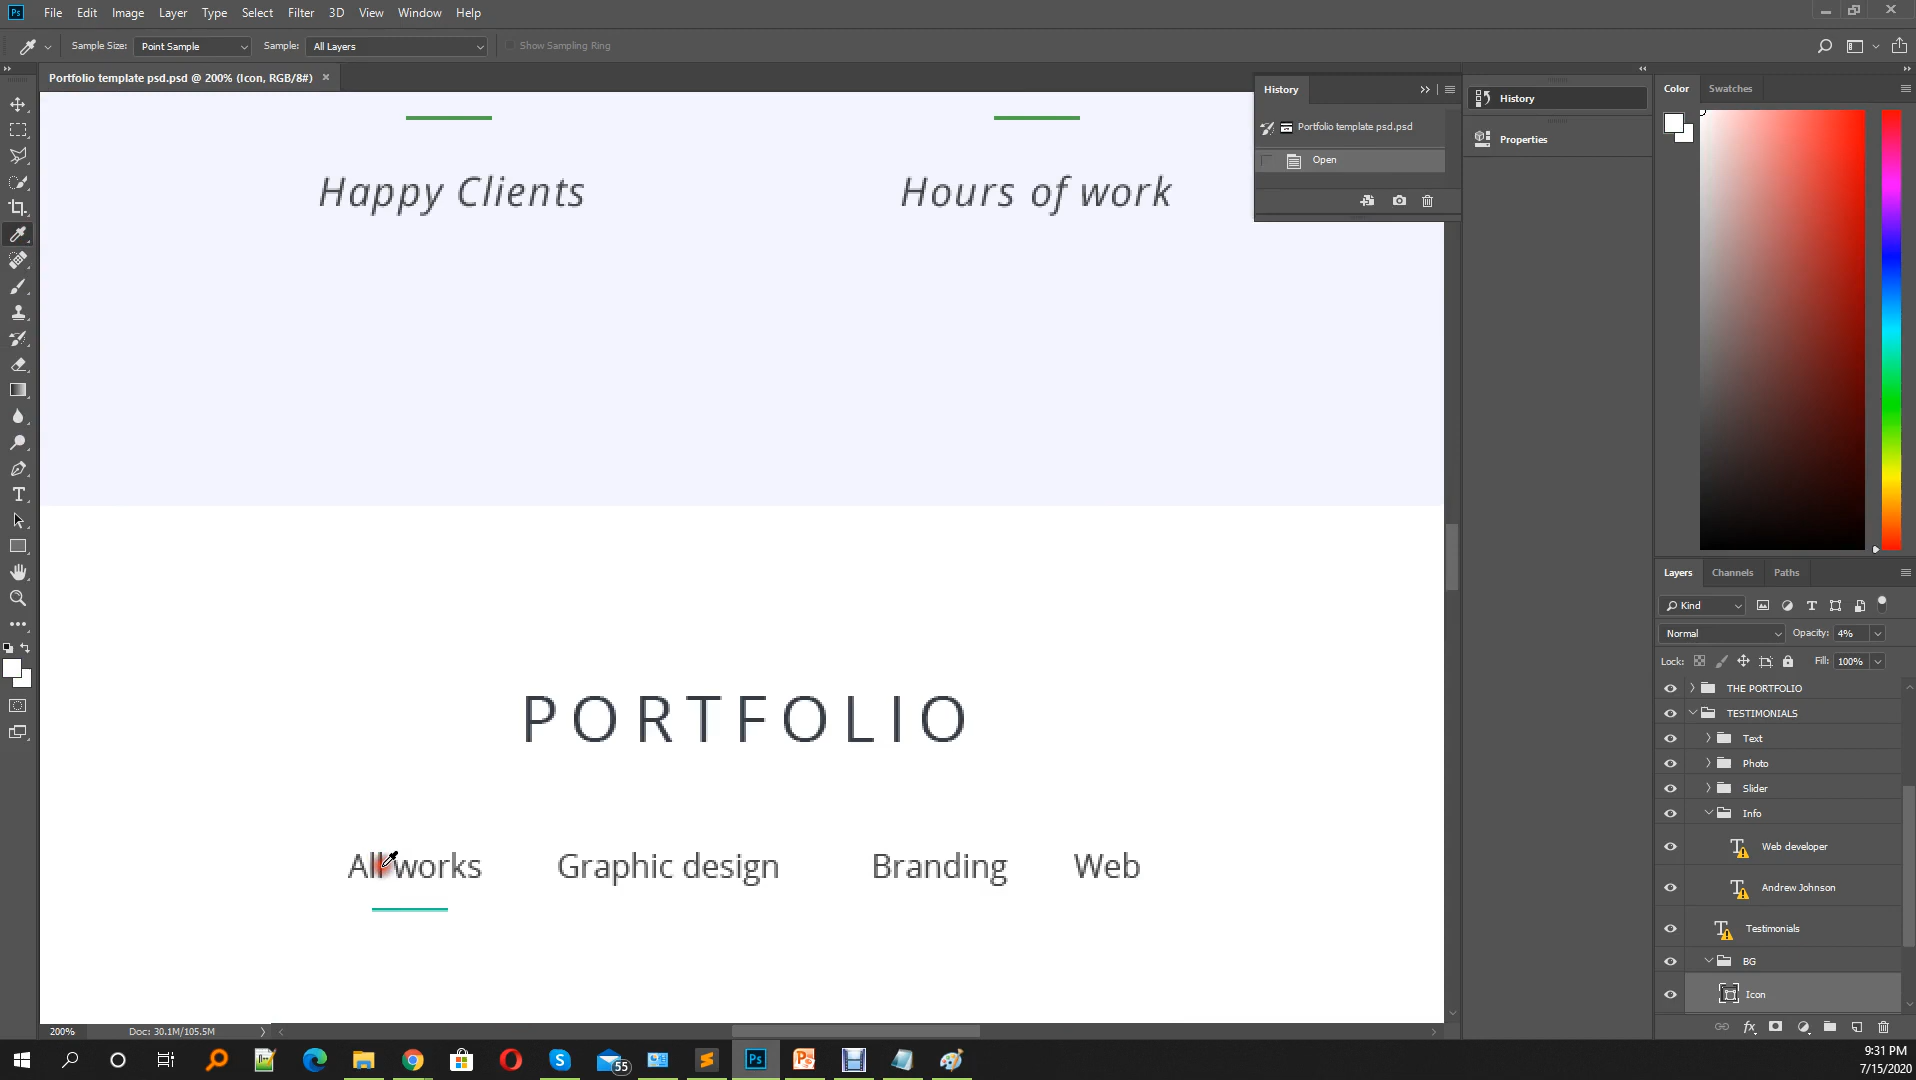 Ps File Edit Image Layer Type Select Filter 3D View Window Help
Sample Size: Point Sample Sample: All Layers Show Sampling Ring
Portfolio template psd.psd @ 200% (Icon, RGB/8#) ×
History
Portfolio template psd.psd
Open
History
Properties
Color Swatches
Happy Clients
Hours of work
PORTFOLIO
All works Graphic design Branding Web
Layers Channels Paths
Kind
Normal Opacity: 4%
Lock: Fill: 100%
THE PORTFOLIO
TESTIMONIALS
Text
Photo
Slider
Info
Web developer
Andrew Johnson
Testimonials
BG
Icon
200% Doc: 30.1M/105.5M
55
9:31 PM
7/15/2020